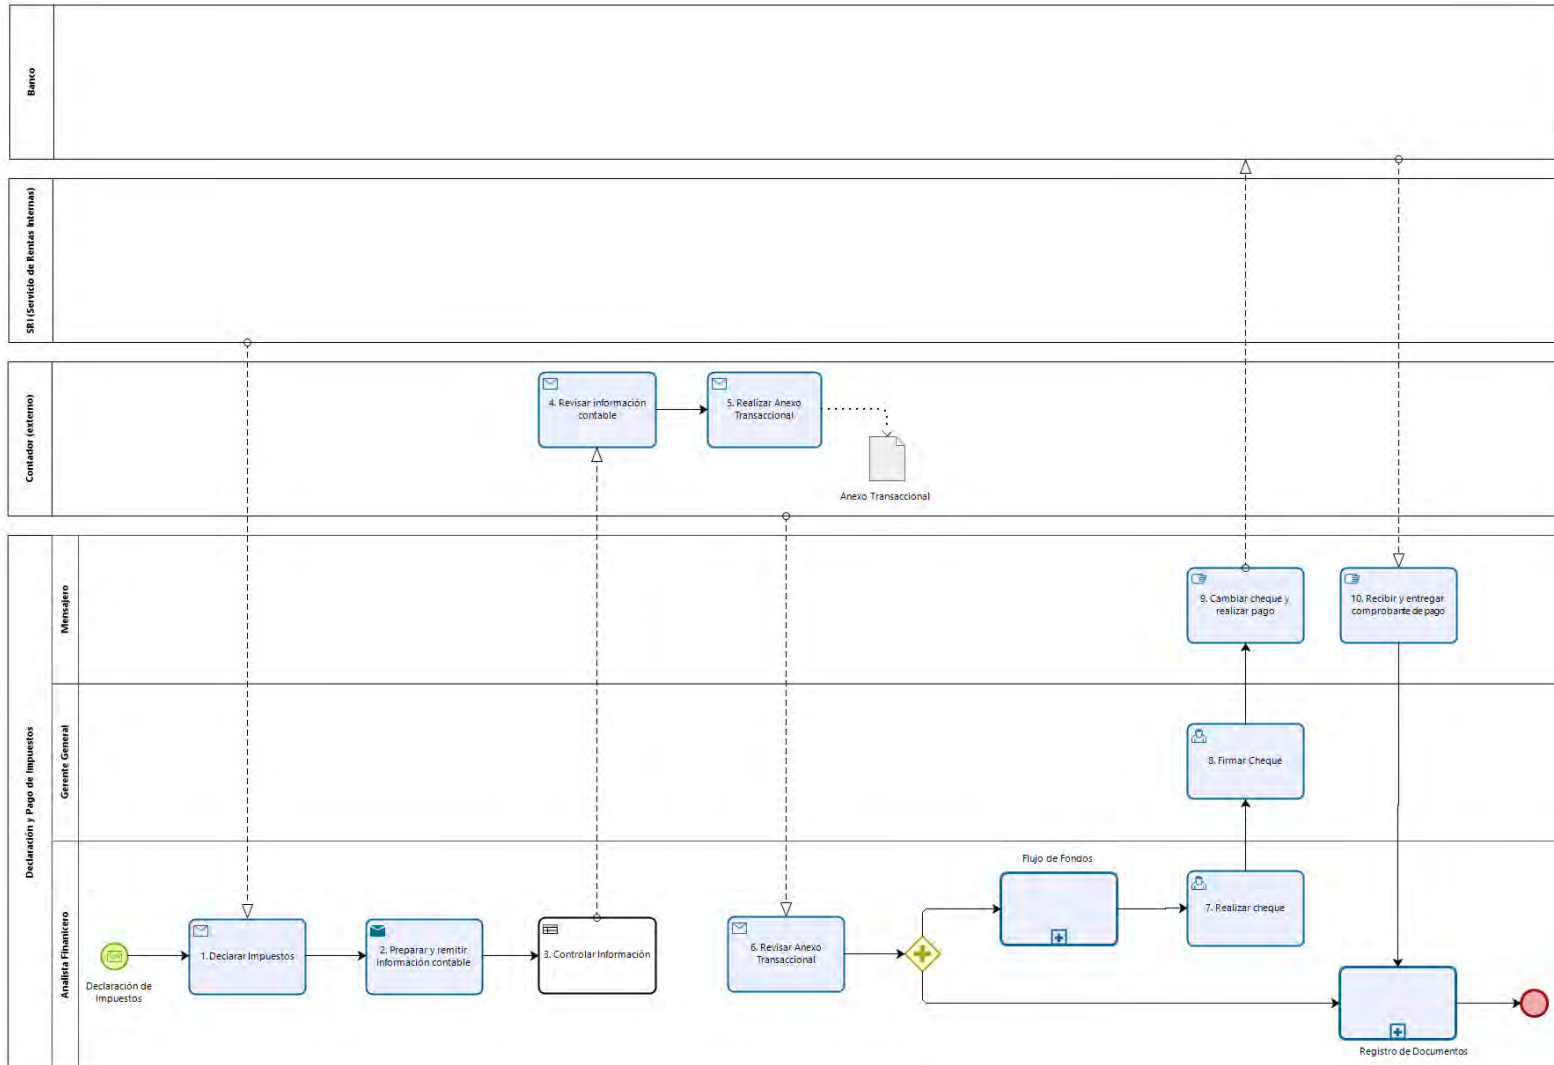 Banco
SRI (Servicio de Rentas Internas)
Contador (externo)
4. Revisar información
contable
5. Realizar Anexo
Transaccional
Anexo Transaccional
Declaración y Pago de Impuestos
Mensajero
9. Cambiar cheque y
realizar pago
10. Recibir y entregar
comprobante de pago
Gerente General
8. Firmar Cheque
Analista Finanicero
Declaración de
Impuestos
1. Declarar Impuestos
2. Preparar y remitir
información contable
3. Controlar Información
6. Revisar Anexo
Transaccional
Flujo de Fondos
7. Realizar cheque
Registro de Documentos